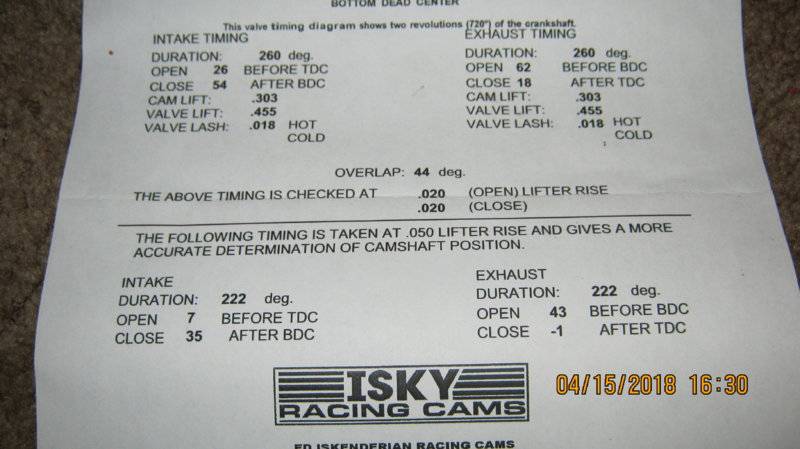 BOTTOM DEAD CENTER
This valve timing diagram shows two revolutions (720°) of the crankshaft.
INTAKE TIMING
DURATION: 260 deg.
OPEN 26 BEFORE TDC
CLOSE 54 AFTER BDC
CAM LIFT: .303
VALVE LIFT: .455
VALVE LASH: .018 HOT
COLD
EXHAUST TIMING
DURATION: 260 deg.
OPEN 62 BEFORE BDC
CLOSE 18 AFTER TDC
CAM LIFT: .303
VALVE LIFT: .455
VALVE LASH: .018 HOT
COLD
OVERLAP: 44 deg.
THE ABOVE TIMING IS CHECKED AT .020 (OPEN) LIFTER RISE
.020 (CLOSE)
THE FOLLOWING TIMING IS TAKEN AT .050 LIFTER RISE AND GIVES A MORE
ACCURATE DETERMINATION OF CAMSHAFT POSITION.
INTAKE
DURATION: 222 deg.
OPEN 7 BEFORE TDC
CLOSE 35 AFTER BDC
EXHAUST
DURATION: 222 deg.
OPEN 43 BEFORE BDC
CLOSE -1 AFTER TDC
ISKY
RACING CAMS
ED ISKENDERIAN RACING CAMS
04/15/2018 16:30